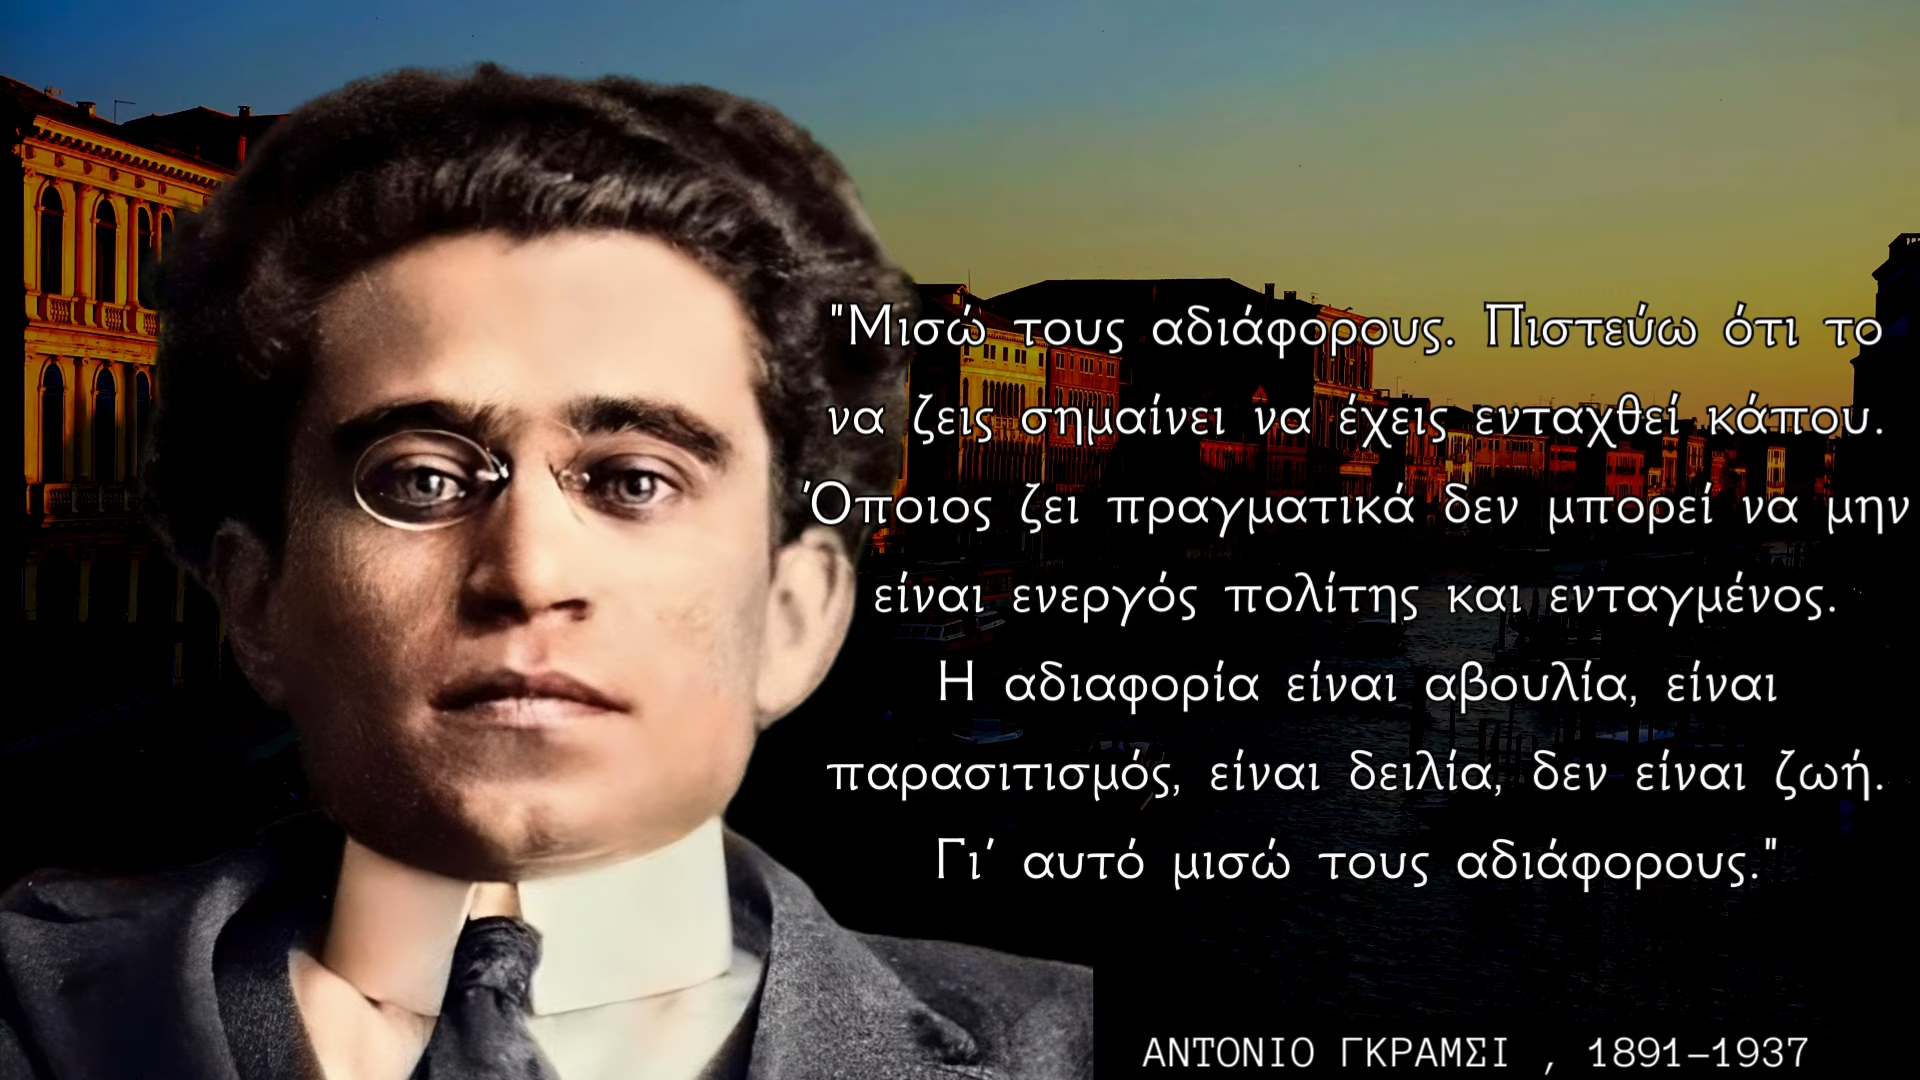 "Μισώ τους αδιάφορους. Πιστεύω ότι το
να ζεις σημαίνει να έχεις ενταχθεί κάπου.
Όποιος ζει πραγματικά δεν μπορεί να μην
είναι ενεργός πολίτης και ενταγμένος.
Η αδιαφορία είναι αβουλία, είναι
παρασιτισμός, είναι δειλία, δεν είναι ζωή.
Γι’ αυτό μισώ τους αδιάφορους."
ΑΝΤΟΝΙΟ ΓΚΡΑΜΣΙ , 1891–1937